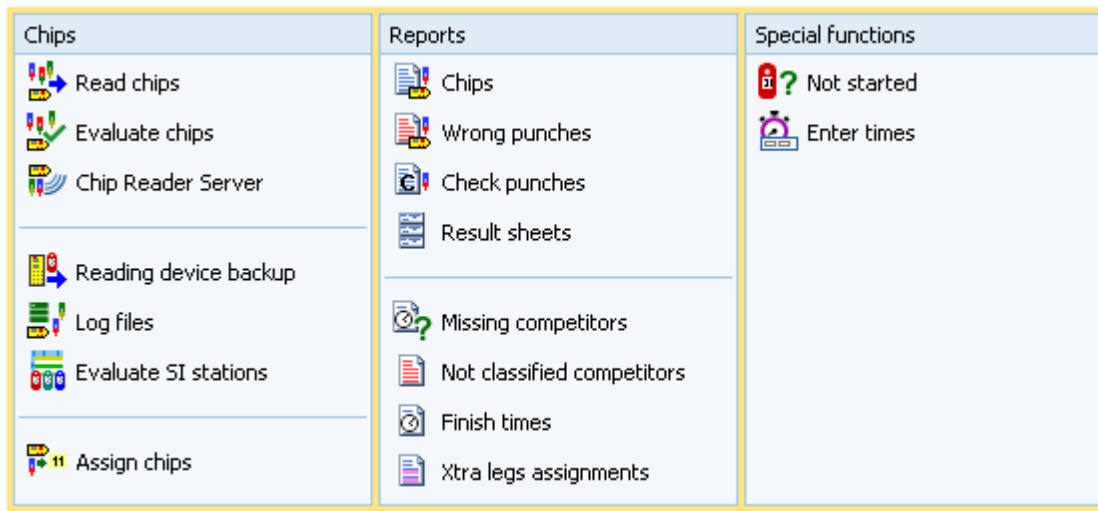 Chips
Read chips
Evaluate chips
Chip Reader Server
Reading device backup
Log files
Evaluate SI stations
11 Assign chips
Reports
Chips
Wrong punches
Check punches
Result sheets
Missing competitors
Not classified competitors
Finish times
Xtra legs assignments
Special functions
Not started
Enter times